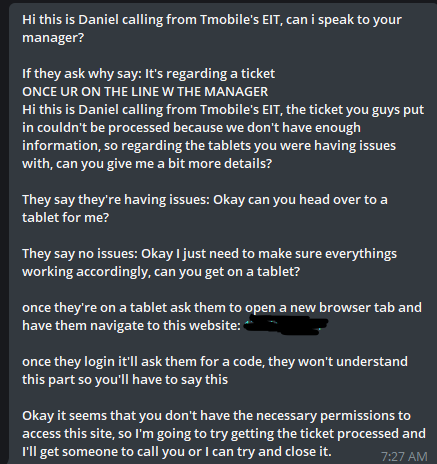 Hi this is Daniel calling from Tmobile's EIT, can i speak to your
manager?
If they ask why say: It's regarding a ticket
ONCE UR ON THE LINE W THE MANAGER
Hi this is Daniel calling from Tmobile's EIT, the ticket you guys put
in couldn't be processed because we don't have enough
information, so regarding the tablets you were having issues
with, can you give me a bit more details?
They say they're having issues: Okay can you head over to a
tablet for me?
They say no issues: Okay I just need to make sure everythings
working accordingly, can you get on a tablet?
once they're on a tablet ask them to open a new browser tab and
have them navigate to this website:
once they login it'll ask them for a code, they won't understand
this part so you'll have to say this
Okay it seems that you don't have the necessary permissions to
access this site, so I'm going to try getting the ticket processed and
I'll get someone to call you or I can try and close it.
7:27 AM